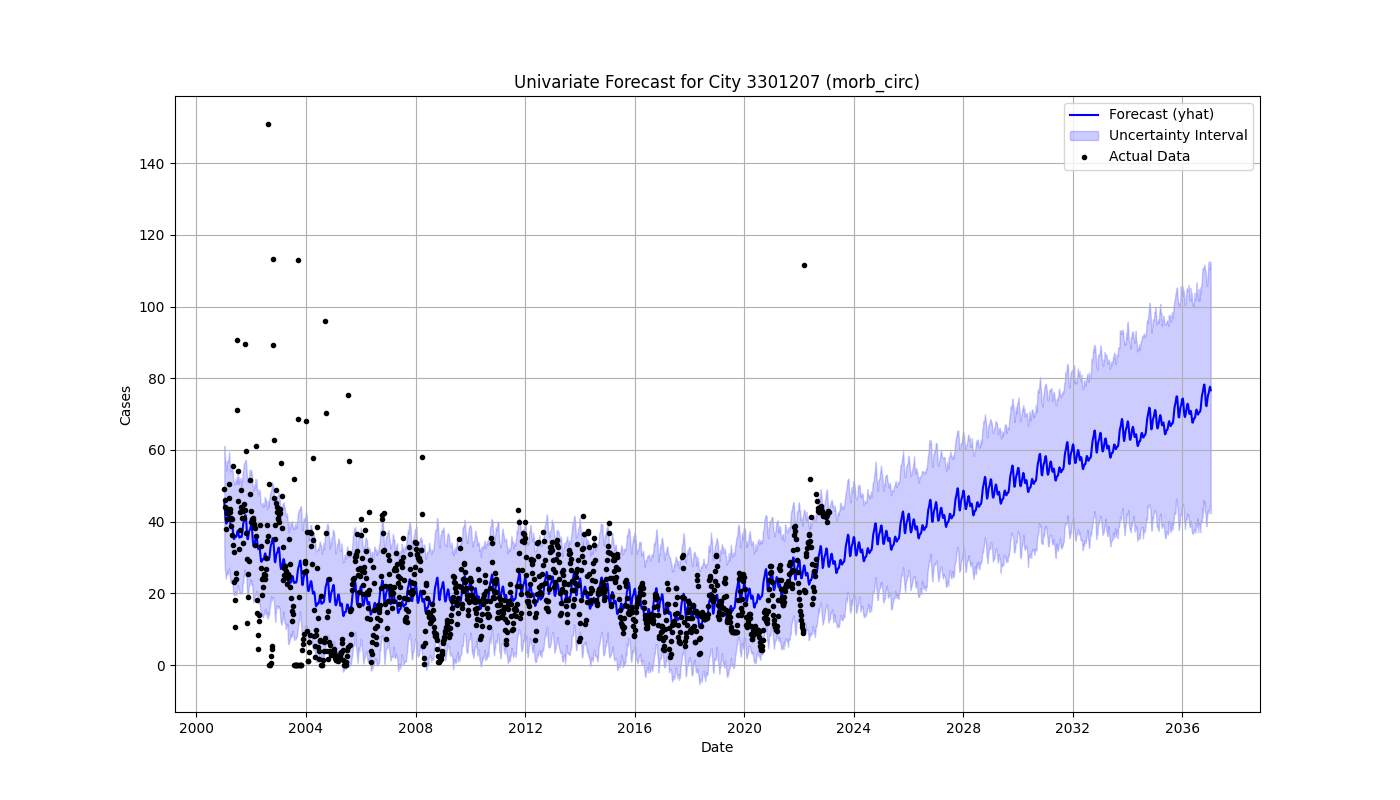 Univariate Forecast for City 3301207 (morb_circ)
Forecast (yhat)
Uncertainty Interval
Actual Data
Cases
140
120
100
80
60
40
20
0
2000 2004 2008 2012 2016 2020 2024 2028 2032 2036
Date